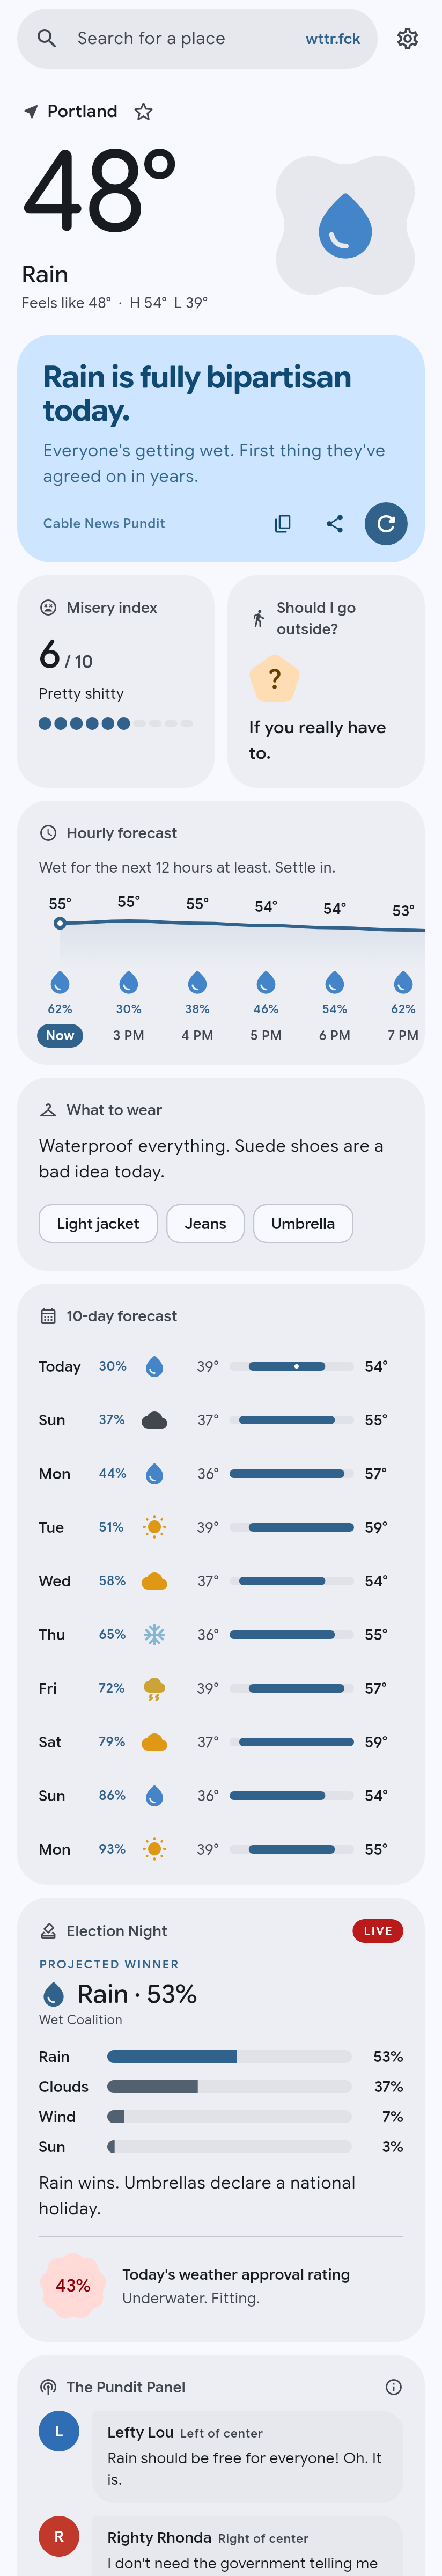 Search for a place
wttr.fck
Portland
48°
Rain
Feels like 48° · H 54° L 39°
Rain is fully bipartisan
today.
Everyone's getting wet. First thing they've
agreed on in years.
Cable News Pundit
Misery index
6 / 10
Pretty shitty
Should I go
outside?
?
If you really have
to.
Hourly forecast
Wet for the next 12 hours at least. Settle in.
55° 55° 55° 54° 54° 53°
62% 30% 38% 46% 54% 62%
Now 3 PM 4 PM 5 PM 6 PM 7 PM
What to wear
Waterproof everything. Suede shoes are a
bad idea today.
Light jacket Jeans Umbrella
10-day forecast
Today 30% 39° 54°
Sun 37% 37° 55°
Mon 44% 36° 57°
Tue 51% 39° 59°
Wed 58% 37° 54°
Thu 65% 36° 55°
Fri 72% 39° 57°
Sat 79% 37° 59°
Sun 86% 36° 54°
Mon 93% 39° 55°
Election Night
LIVE
PROJECTED WINNER
Rain · 53%
Wet Coalition
Rain 53%
Clouds 37%
Wind 7%
Sun 3%
Rain wins. Umbrellas declare a national
holiday.
43%
Today's weather approval rating
Underwater. Fitting.
The Pundit Panel
L
Lefty Lou Left of center
Rain should be free for everyone! Oh. It
is.
R
Righty Rhonda Right of center
I don't need the government telling me